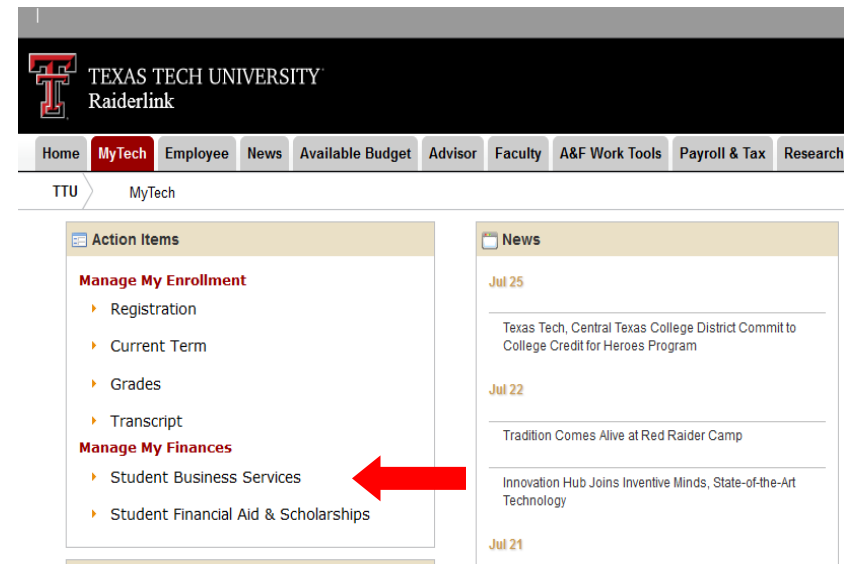 TEXAS TECH UNIVERSITY
Raiderlink
Home MyTech Employee News Available Budget Advisor Faculty A&F Work Tools Payroll & Tax Research
TTU MyTech
Action Items
Manage My Enrollment
Registration
Current Term
Grades
Transcript
Manage My Finances
Student Business Services
Student Financial Aid & Scholarships
News
Jul 25
Texas Tech, Central Texas College District Commit to
College Credit for Heroes Program
Jul 22
Tradition Comes Alive at Red Raider Camp
Innovation Hub Joins Inventive Minds, State-of-the-Art
Technology
Jul 21